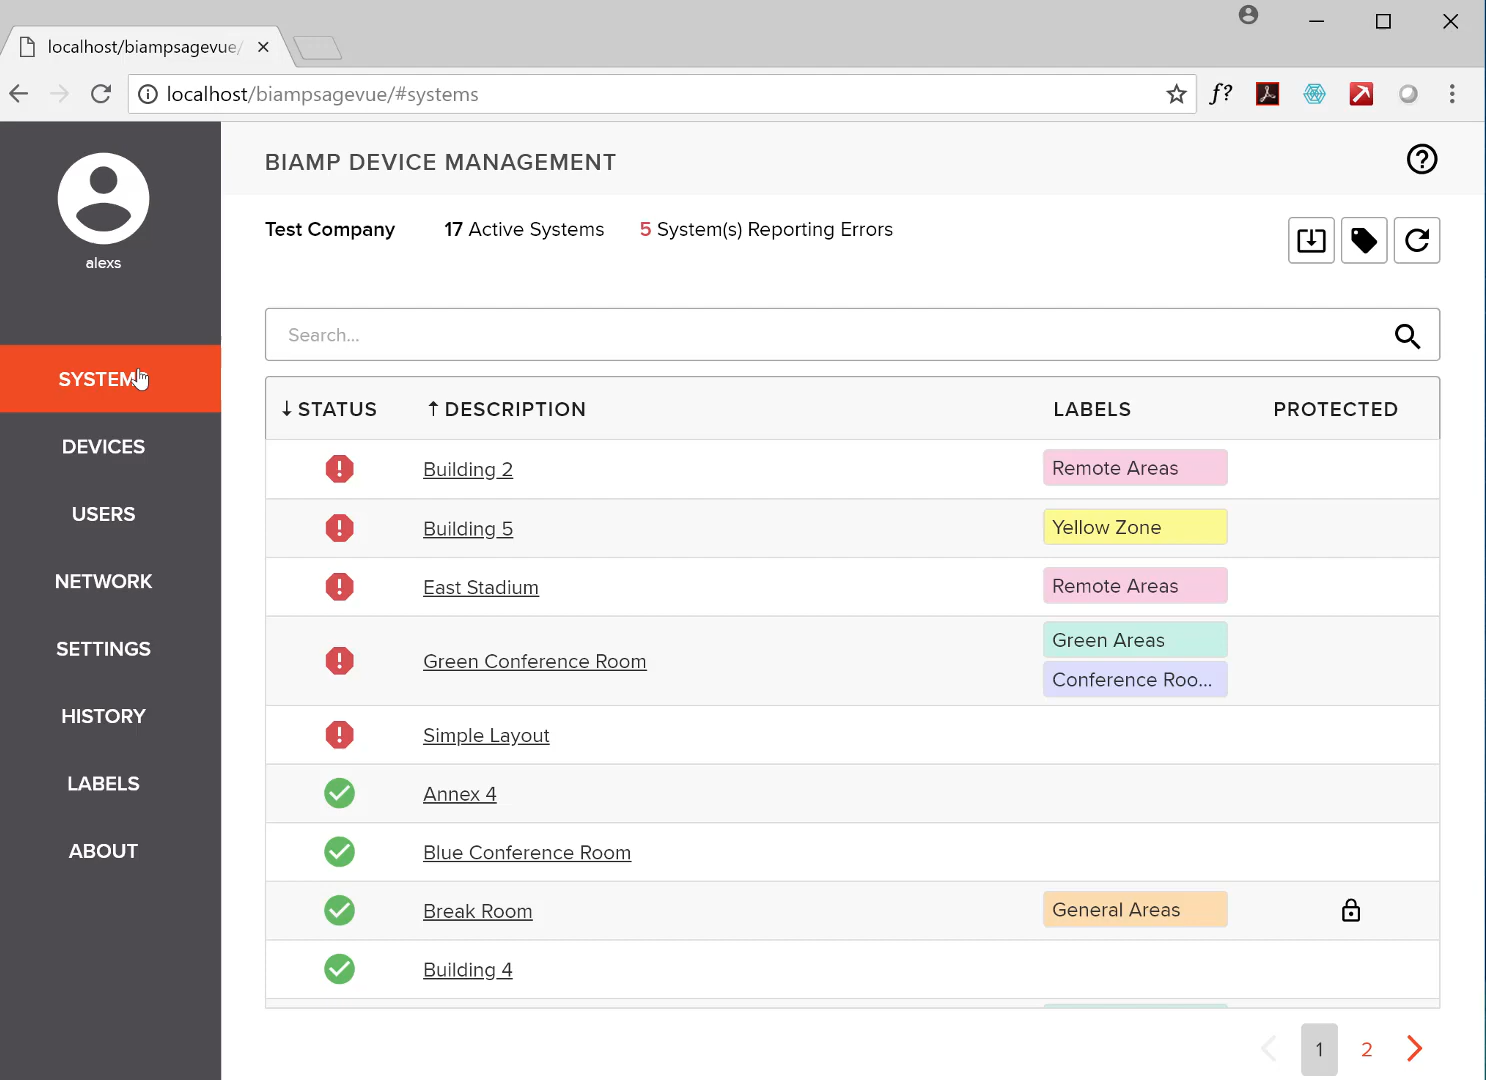 localhost/biampsagevue/
localhost/biampsagevue/#systems
f?
alexs
SYSTEM
DEVICES
USERS
NETWORK
SETTINGS
HISTORY
LABELS
ABOUT
BIAMP DEVICE MANAGEMENT
Test Company 17 Active Systems 5 System(s) Reporting Errors
Search...
STATUS DESCRIPTION LABELS PROTECTED
Building 2 Remote Areas
Building 5 Yellow Zone
East Stadium Remote Areas
Green Conference Room Green Areas
Conference Roo...
Simple Layout
Annex 4
Blue Conference Room
Break Room General Areas
Building 4
1 2